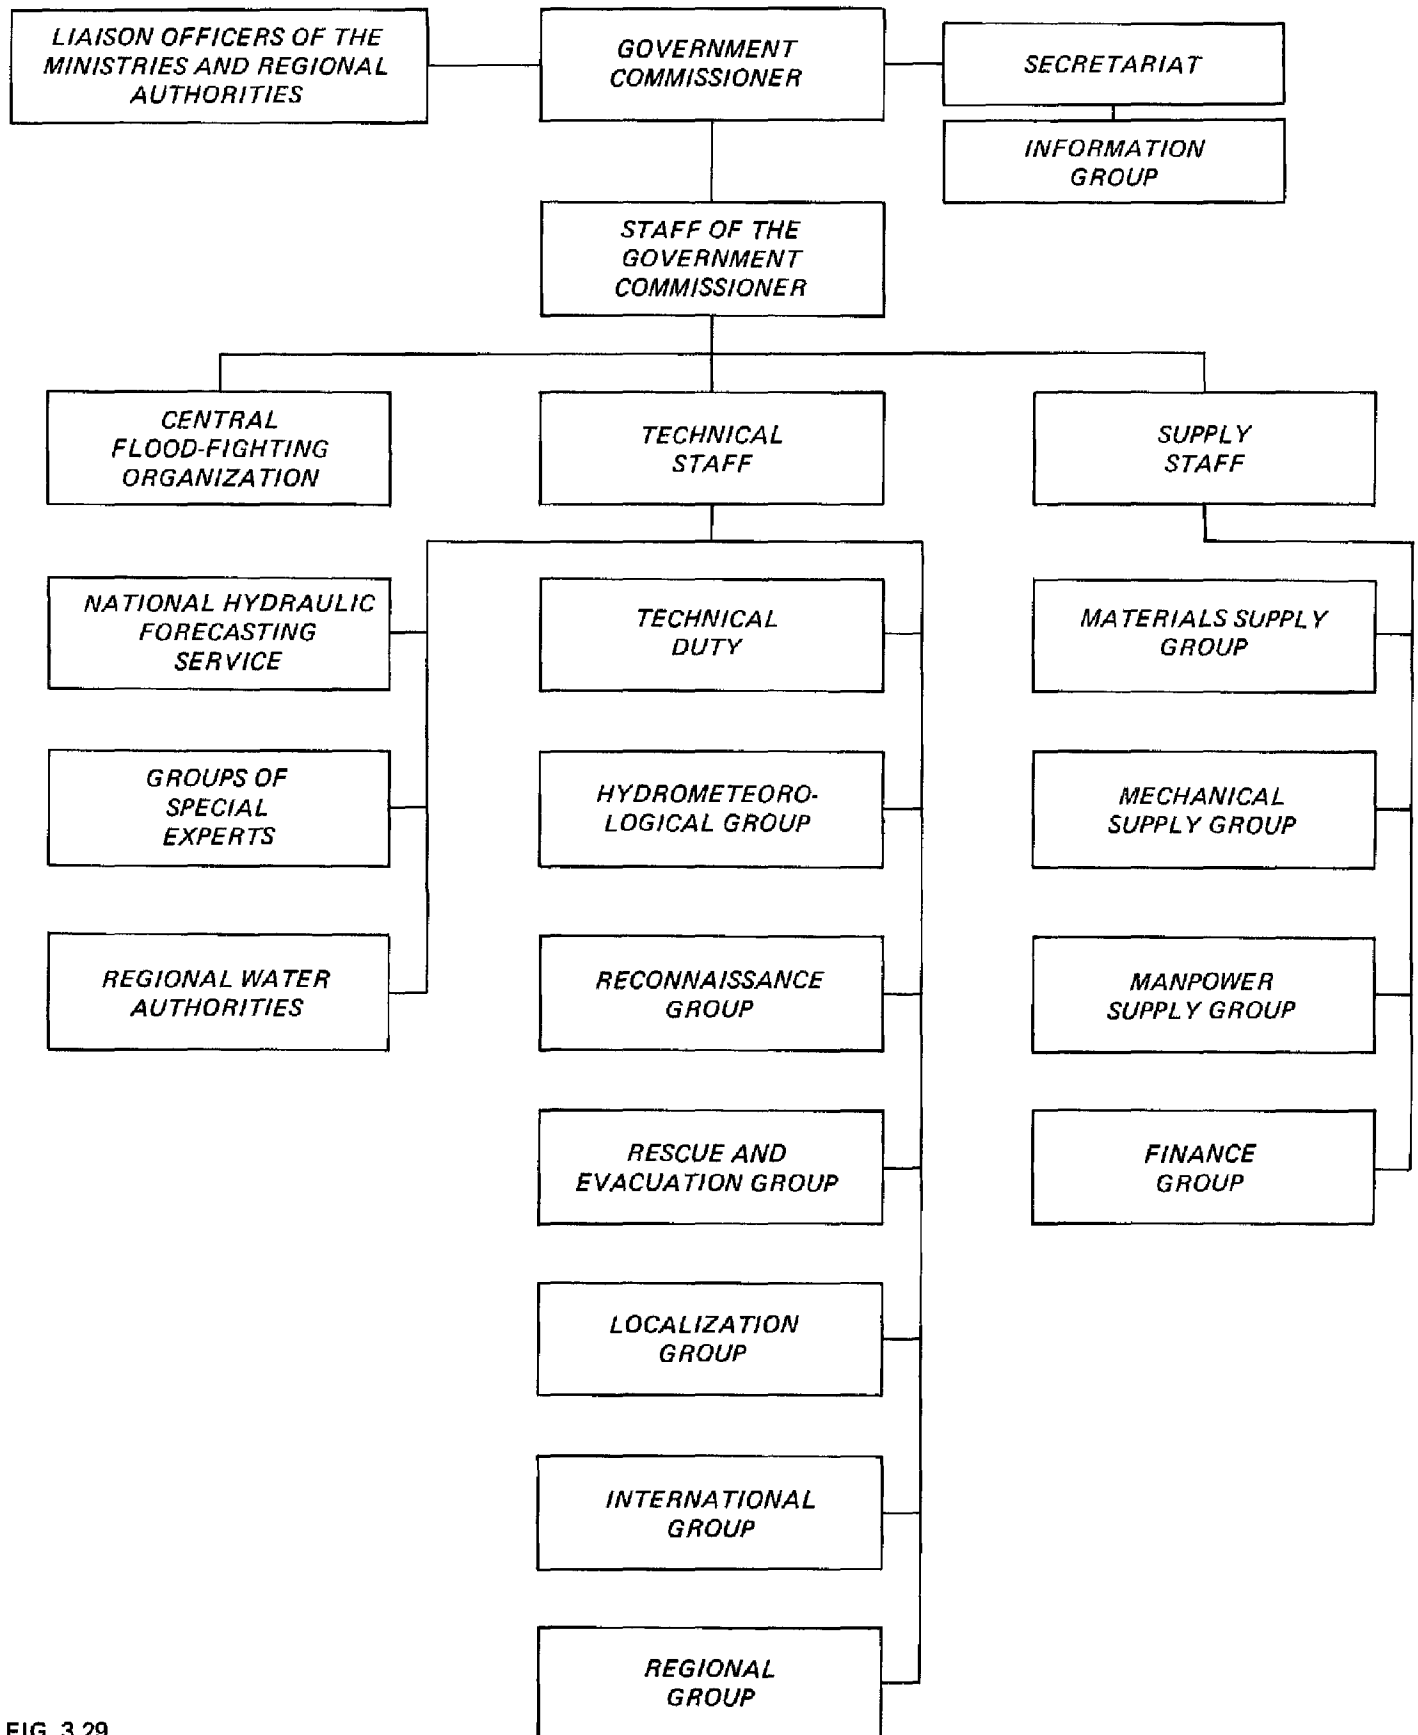 LIAISON OFFICERS OF THE
MINISTRIES AND REGIONAL
AUTHORITIES
GOVERNMENT
COMMISSIONER
SECRETARIAT
INFORMATION
GROUP
STAFF OF THE
GOVERNMENT
COMMISSIONER
CENTRAL
FLOOD-FIGHTING
ORGANIZATION
TECHNICAL
STAFF
SUPPLY
STAFF
NATIONAL HYDRAULIC
FORECASTING
SERVICE
TECHNICAL
DUTY
MATERIALS SUPPLY
GROUP
GROUPS OF
SPECIAL
EXPERTS
HYDROMETEORO-
LOGICAL GROUP
MECHANICAL
SUPPLY GROUP
REGIONAL WATER
AUTHORITIES
RECONNAISSANCE
GROUP
MANPOWER
SUPPLY GROUP
RESCUE AND
EVACUATION GROUP
FINANCE
GROUP
LOCALIZATION
GROUP
INTERNATIONAL
GROUP
REGIONAL
GROUP
FIG. 3.29